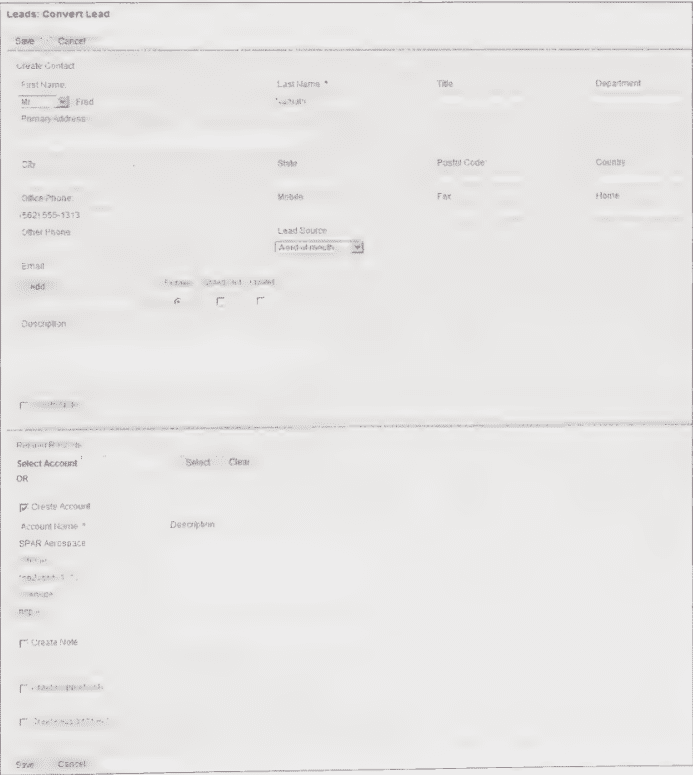 Leads: Convert Lead
Save Cancel
Create Contact
First Name: Last Name * Title Department
Mr Fred
Primary Address:
City State Postal Code Country
Office Phone: Mobile Fax Home
(562) 555-1313
Other Phone Lead Source
Word of mouth
Email
Add Primary
Description
Related Records
Select Account Select Clear
OR
Create Account
Account Name * Description
SPAR Aerospace
Create Note
Save Cancel